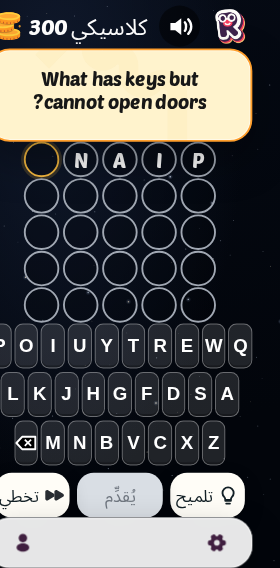 كلاسيكي 300
What has keys but
?cannot open doors
N A I P
P O I U Y T R E W Q
L K J H G F D S A
M N B V C X Z
تخطي يُقدِّم تلميح